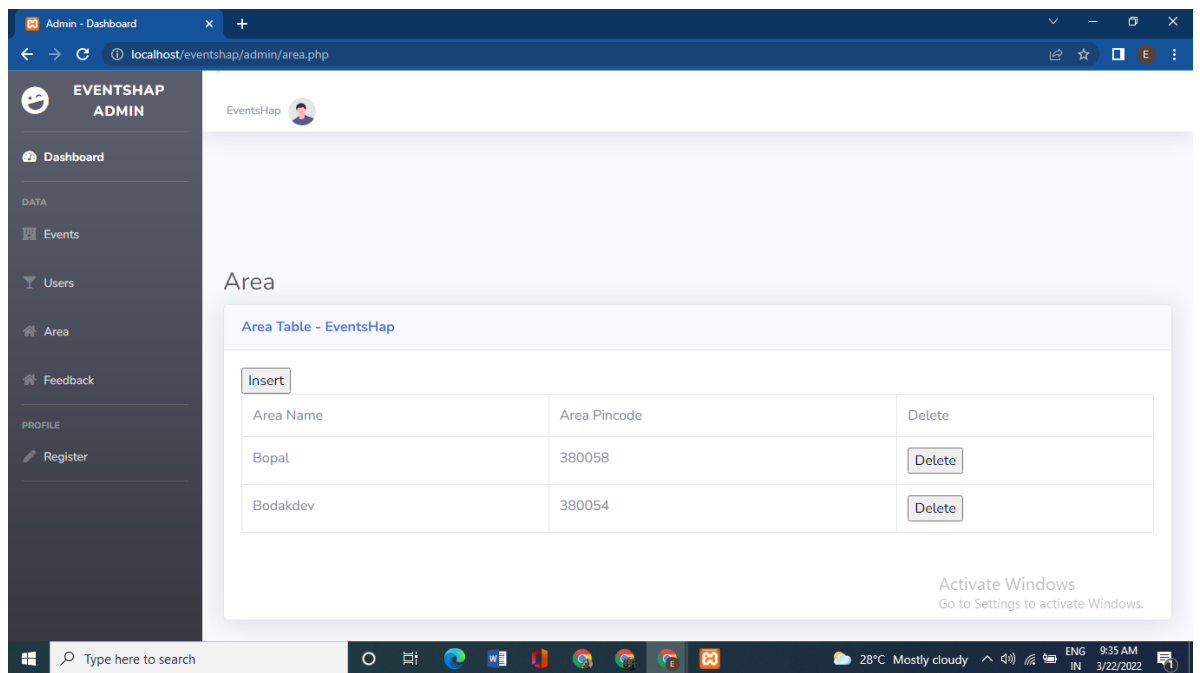 Admin - Dashboard
localhost/eventshap/admin/area.php
E
EVENTSHAP
ADMIN
EventsHap
Dashboard
DATA
Events
Users
Area
Feedback
PROFILE
Register
Area
Area Table - EventsHap
Insert
Area Name Area Pincode Delete
Bopal 380058 Delete
Bodakdev 380054 Delete
Activate Windows
Go to Settings to activate Windows.
Type here to search
28°C Mostly cloudy
ENG
IN
9:35 AM
3/22/2022
1